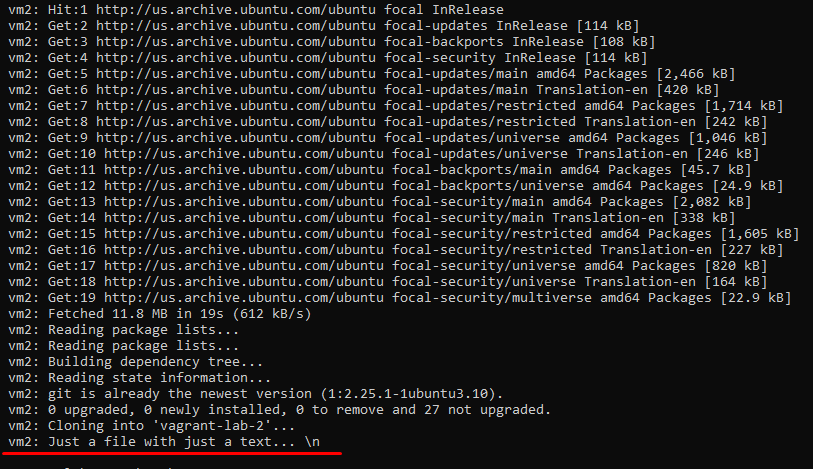 vm2: Hit:1 http://us.archive.ubuntu.com/ubuntu focal InRelease
vm2: Get:2 http://us.archive.ubuntu.com/ubuntu focal-updates InRelease [114 kB]
vm2: Get:3 http://us.archive.ubuntu.com/ubuntu focal-backports InRelease [108 kB]
vm2: Get:4 http://us.archive.ubuntu.com/ubuntu focal-security InRelease [114 kB]
vm2: Get:5 http://us.archive.ubuntu.com/ubuntu focal-updates/main amd64 Packages [2,466 kB]
vm2: Get:6 http://us.archive.ubuntu.com/ubuntu focal-updates/main Translation-en [420 kB]
vm2: Get:7 http://us.archive.ubuntu.com/ubuntu focal-updates/restricted amd64 Packages [1,714 kB]
vm2: Get:8 http://us.archive.ubuntu.com/ubuntu focal-updates/restricted Translation-en [242 kB]
vm2: Get:9 http://us.archive.ubuntu.com/ubuntu focal-updates/universe amd64 Packages [1,046 kB]
vm2: Get:10 http://us.archive.ubuntu.com/ubuntu focal-updates/universe Translation-en [246 kB]
vm2: Get:11 http://us.archive.ubuntu.com/ubuntu focal-backports/main amd64 Packages [45.7 kB]
vm2: Get:12 http://us.archive.ubuntu.com/ubuntu focal-backports/universe amd64 Packages [24.9 kB]
vm2: Get:13 http://us.archive.ubuntu.com/ubuntu focal-security/main amd64 Packages [2,082 kB]
vm2: Get:14 http://us.archive.ubuntu.com/ubuntu focal-security/main Translation-en [338 kB]
vm2: Get:15 http://us.archive.ubuntu.com/ubuntu focal-security/restricted amd64 Packages [1,605 kB]
vm2: Get:16 http://us.archive.ubuntu.com/ubuntu focal-security/restricted Translation-en [227 kB]
vm2: Get:17 http://us.archive.ubuntu.com/ubuntu focal-security/universe amd64 Packages [820 kB]
vm2: Get:18 http://us.archive.ubuntu.com/ubuntu focal-security/universe Translation-en [164 kB]
vm2: Get:19 http://us.archive.ubuntu.com/ubuntu focal-security/multiverse amd64 Packages [22.9 kB]
vm2: Fetched 11.8 MB in 19s (612 kB/s)
vm2: Reading package lists...
vm2: Reading package lists...
vm2: Building dependency tree...
vm2: Reading state information...
vm2: git is already the newest version (1:2.25.1-1ubuntu3.10).
vm2: 0 upgraded, 0 newly installed, 0 to remove and 27 not upgraded.
vm2: Cloning into 'vagrant-lab-2'...
vm2: Just a file with just a text... \n